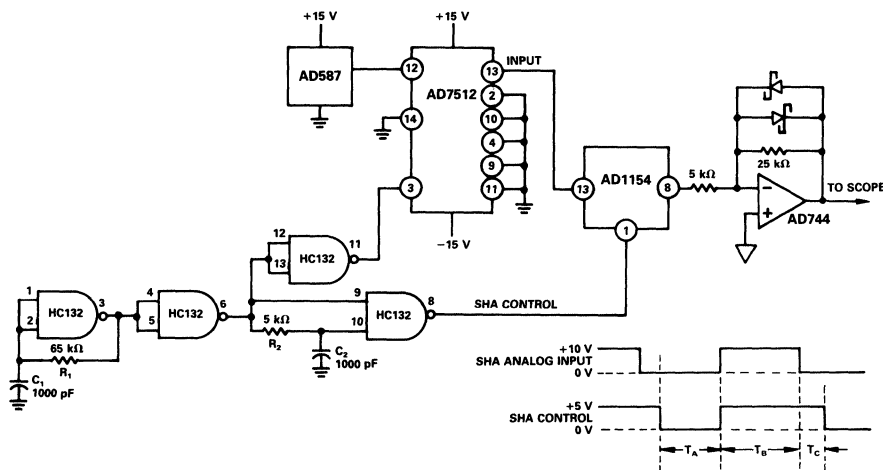 +15 V
+15 V
AD587
12
AD7512
13
INPUT
2
14
10
4
9
3
11
−15 V
13
AD1154
8
1
5 kΩ
25 kΩ
−
+
AD744
TO SCOPE
12
13
HC132
11
1
2
HC132
3
4
5
HC132
6
9
10
HC132
8
SHA CONTROL
65 kΩ
R1
C1
1000 pF
5 kΩ
R2
C2
1000 pF
+10 V
SHA ANALOG INPUT
0 V
+5 V
SHA CONTROL
0 V
TA
TB
TC